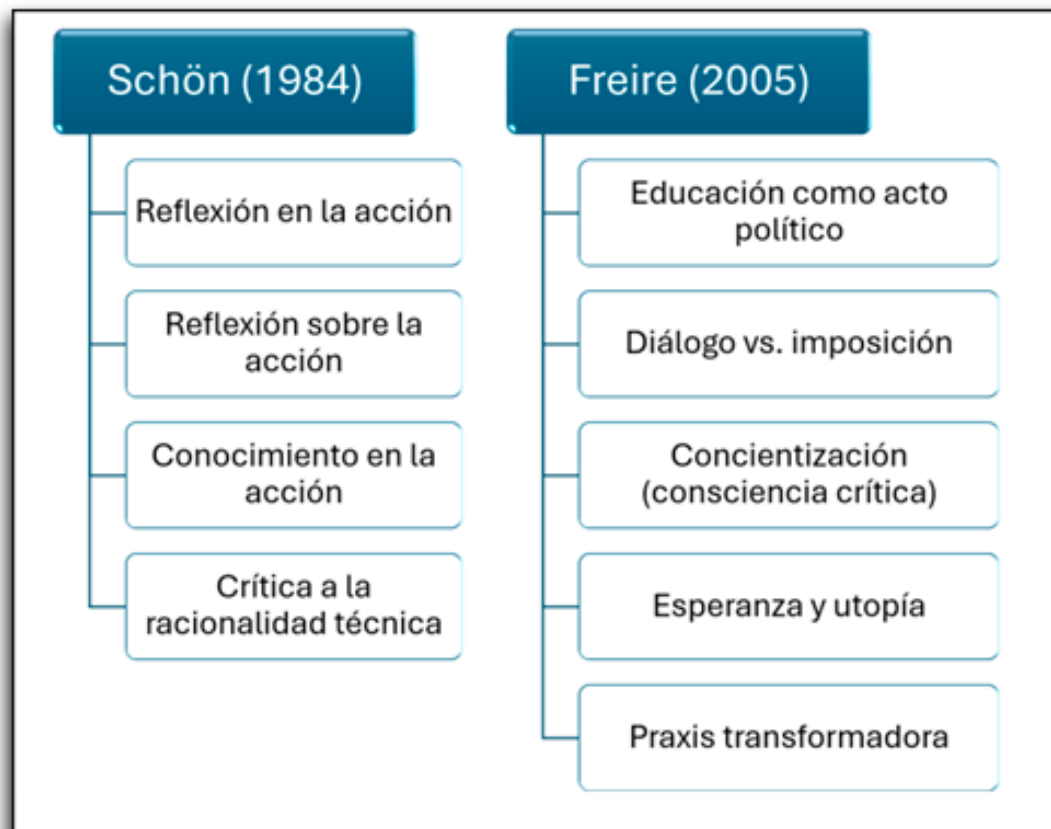 Schön (1984)
Reflexión en la acción
Reflexión sobre la
acción
Conocimiento en la
acción
Crítica a la
racionalidad técnica
Freire (2005)
Educación como acto
político
Diálogo vs. imposición
Concientización
(consciencia crítica)
Esperanza y utopía
Praxis transformadora